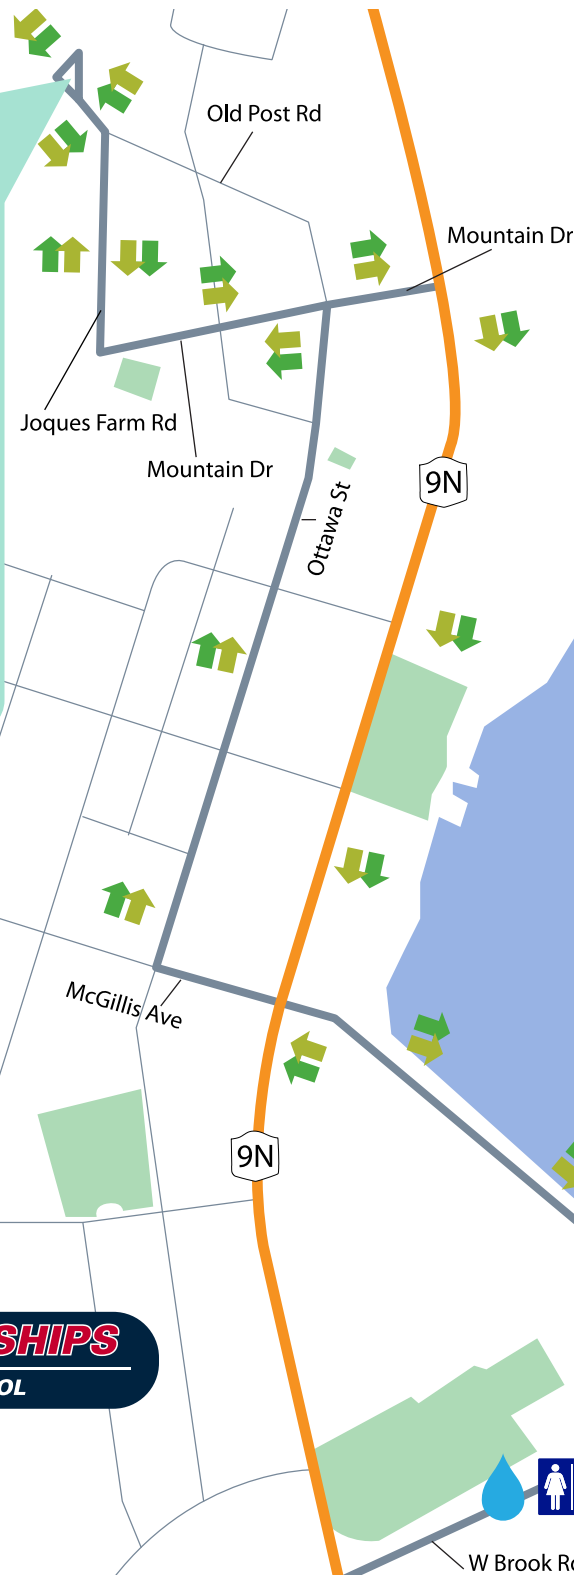 Old Post Rd
Mountain Dr
Joques Farm Rd
Mountain Dr
9N
Ottawa St
McGillis Ave
9N
SHIPS
OL
W Brook Rd